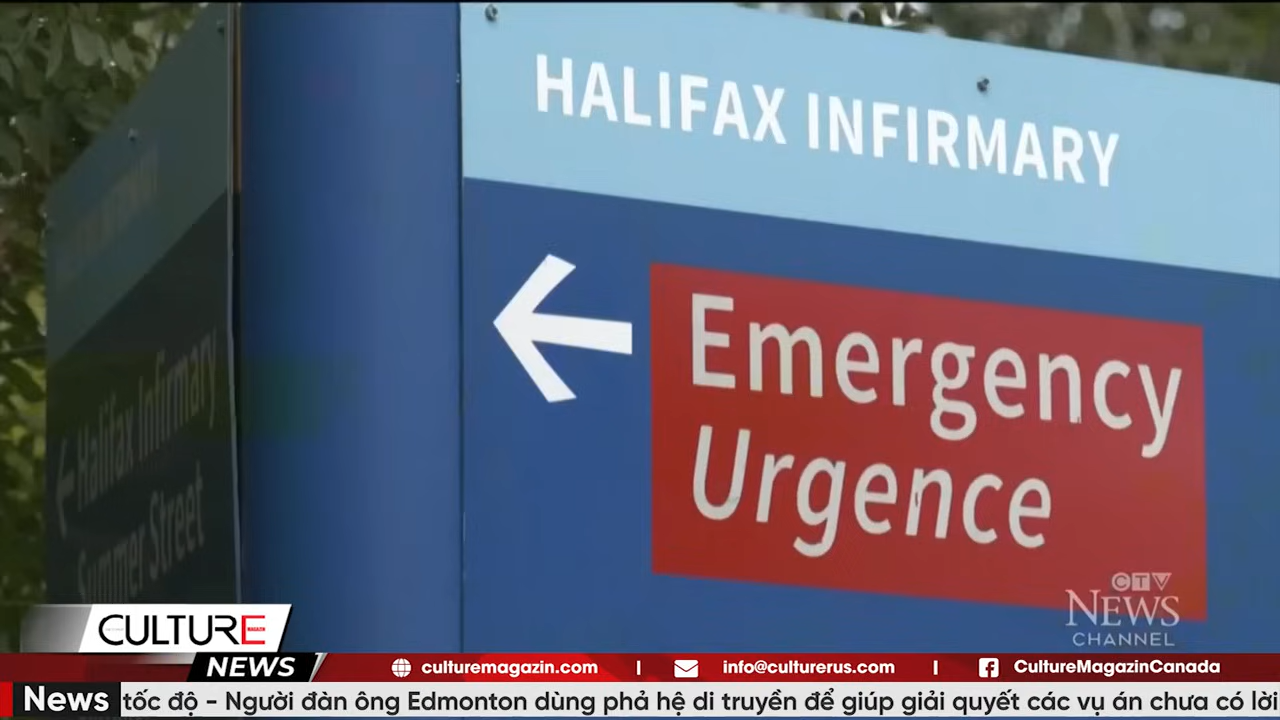 HALIFAX INFIRMARY
Emergency
Urgence
Halifax Infirmary
Summer Street
CTV
NEWS
CHANNEL
CULTURE
MAGAZIN
NEWS
culturemagazin.com | info@culturerus.com | CultureMagazinCanada
News tốc độ - Người đàn ông Edmonton dùng phả hệ di truyền để giúp giải quyết các vụ án chưa có lời